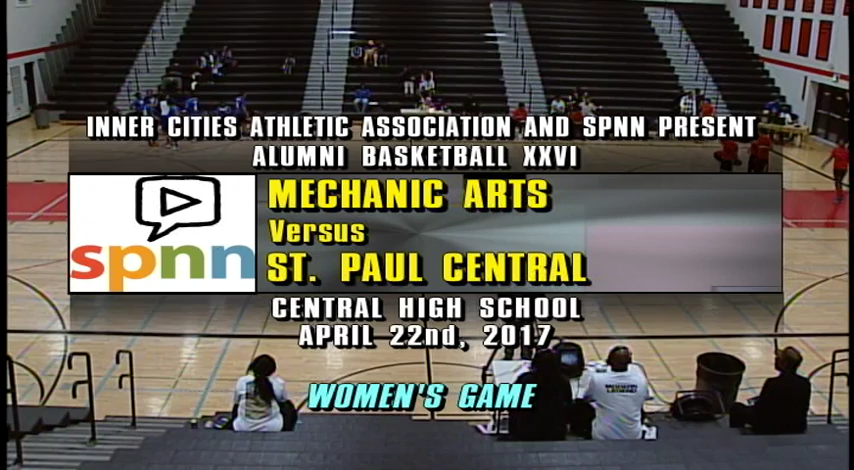 INNER CITIES ATHLETIC ASSOCIATION AND SPNN PRESENT
ALUMNI BASKETBALL XXVI
spnn
MECHANIC ARTS
Versus
ST. PAUL CENTRAL
CENTRAL HIGH SCHOOL
APRIL 22nd, 2017
WOMEN'S GAME